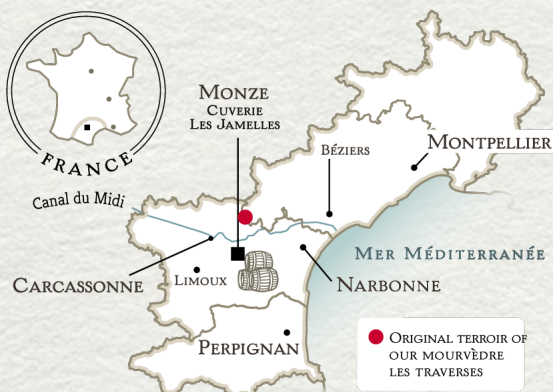 FRANCE
Canal du Midi
MONZE
CUVERIE
LES JAMELLES
BÉZIERS
MONTPELLIER
MER MÉDITERRANÉE
CARCASSONNE
LIMOUX
NARBONNE
PERPIGNAN
ORIGINAL TERROIR OF
OUR MOURVÈDRE
LES TRAVERSES